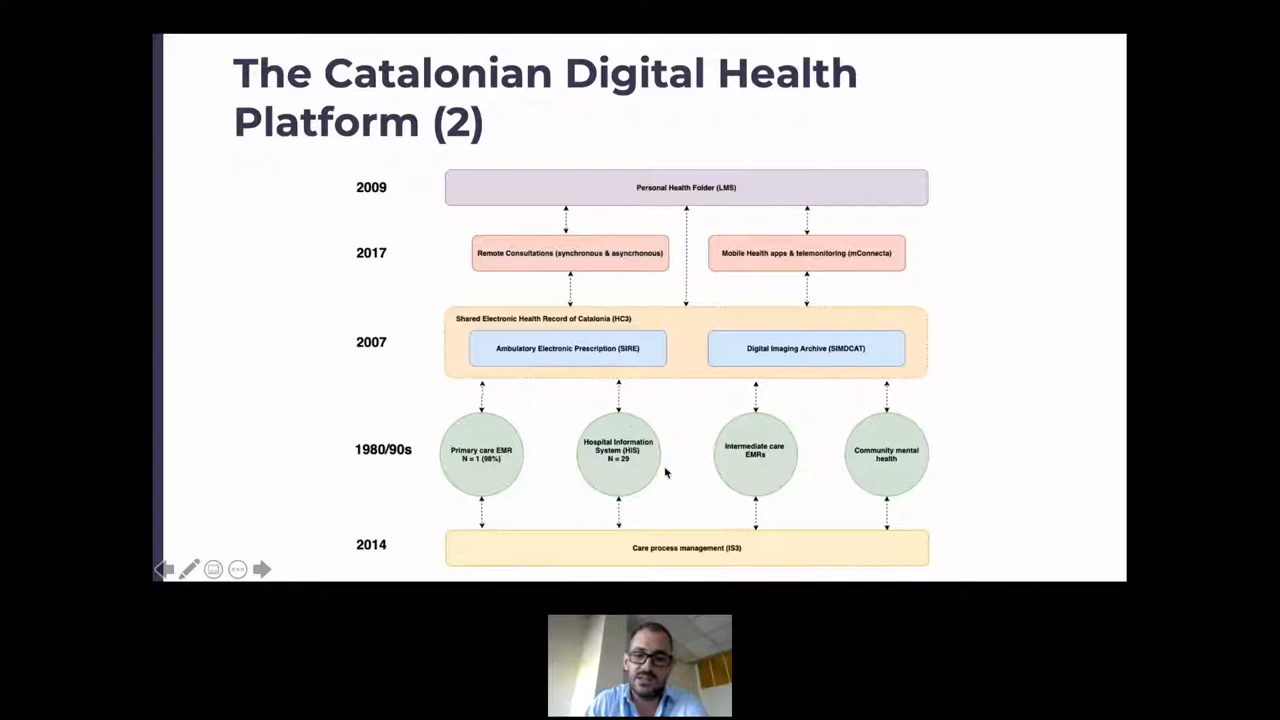 The Catalonian Digital Health
Platform (2)
2009
Personal Health Folder (LMS)
2017
Remote Consultations (synchronous & asyncrhonous)
Mobile Health apps & telemonitoring (mConnecta)
2007
Shared Electronic Health Record of Catalonia (HC3)
Ambulatory Electronic Prescription (SIRE)
Digital Imaging Archive (SIMDCAT)
1980/90s
Primary care EMR
N = 1 (98%)
Hospital Information
System (HIS)
N = 29
Intermediate care
EMRs
Community mental
health
2014
Care process management (IS3)